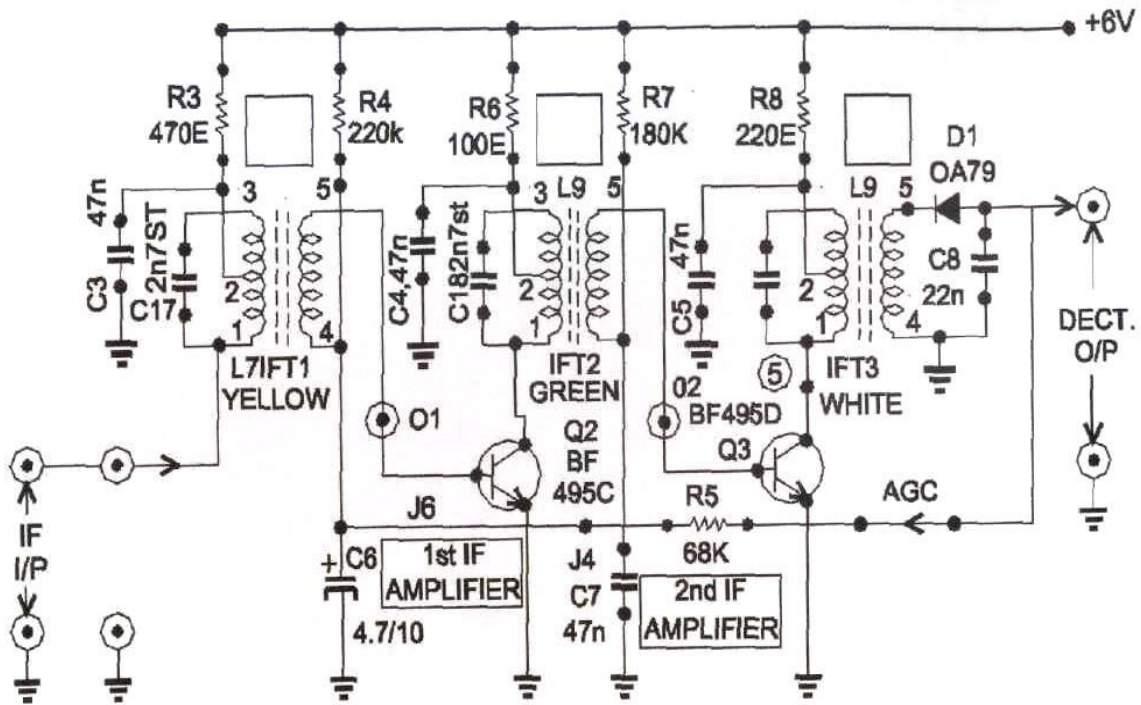 +6V
R3
470E
R4
220k
R6
100E
R7
180K
R8
220E
D1
OA79
47n
C3
2n7ST
C17
3
2
1
5
4
L7IFT1
YELLOW
C4,47n
C182n7st
3
2
1
L9
5
IFT2
GREEN
47n
C5
2
1
L9
5
4
IFT3
WHITE
5
C8
22n
DECT.
O/P
O1
Q2
BF
495C
02
BF495D
Q3
IF
I/P
J6
R5
68K
AGC
+
C6
4.7/10
1st IF
AMPLIFIER
J4
C7
47n
2nd IF
AMPLIFIER